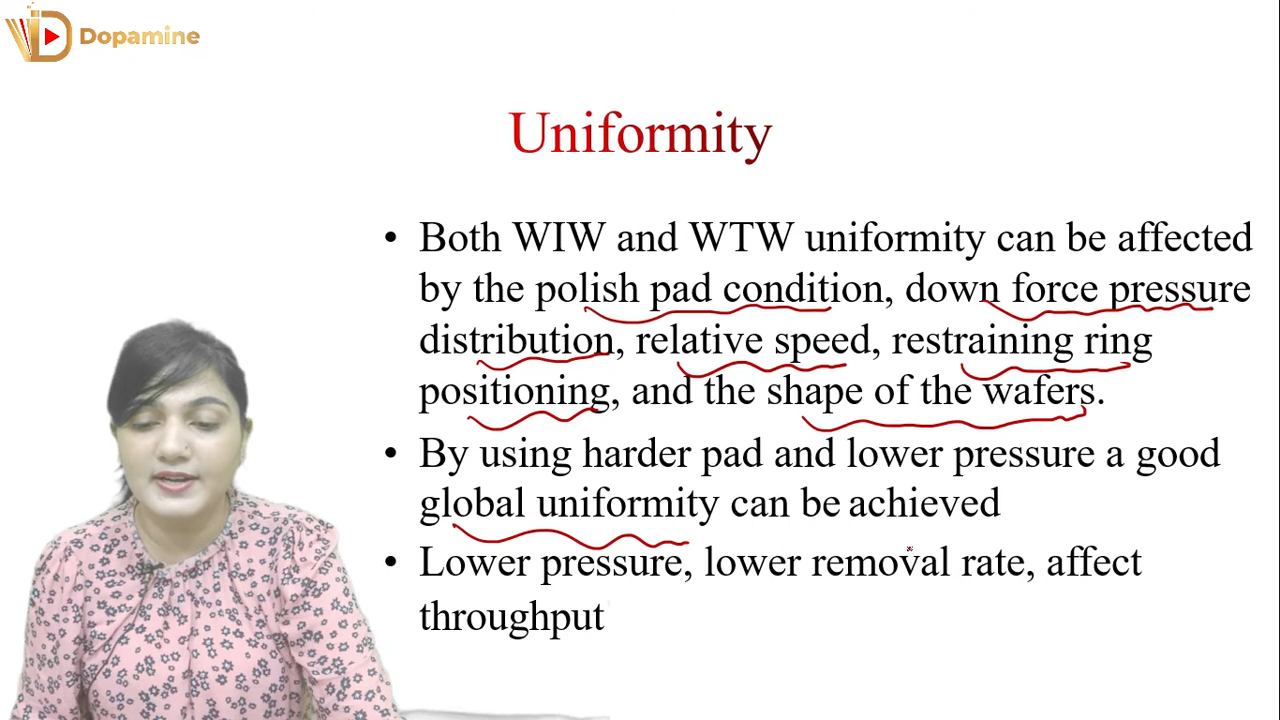 Dopamine
Uniformity
• Both WIW and WTW uniformity can be affected
by the polish pad condition, down force pressure
distribution, relative speed, restraining ring
positioning, and the shape of the wafers.
• By using harder pad and lower pressure a good
global uniformity can be achieved
• Lower pressure, lower removal rate, affect
throughput